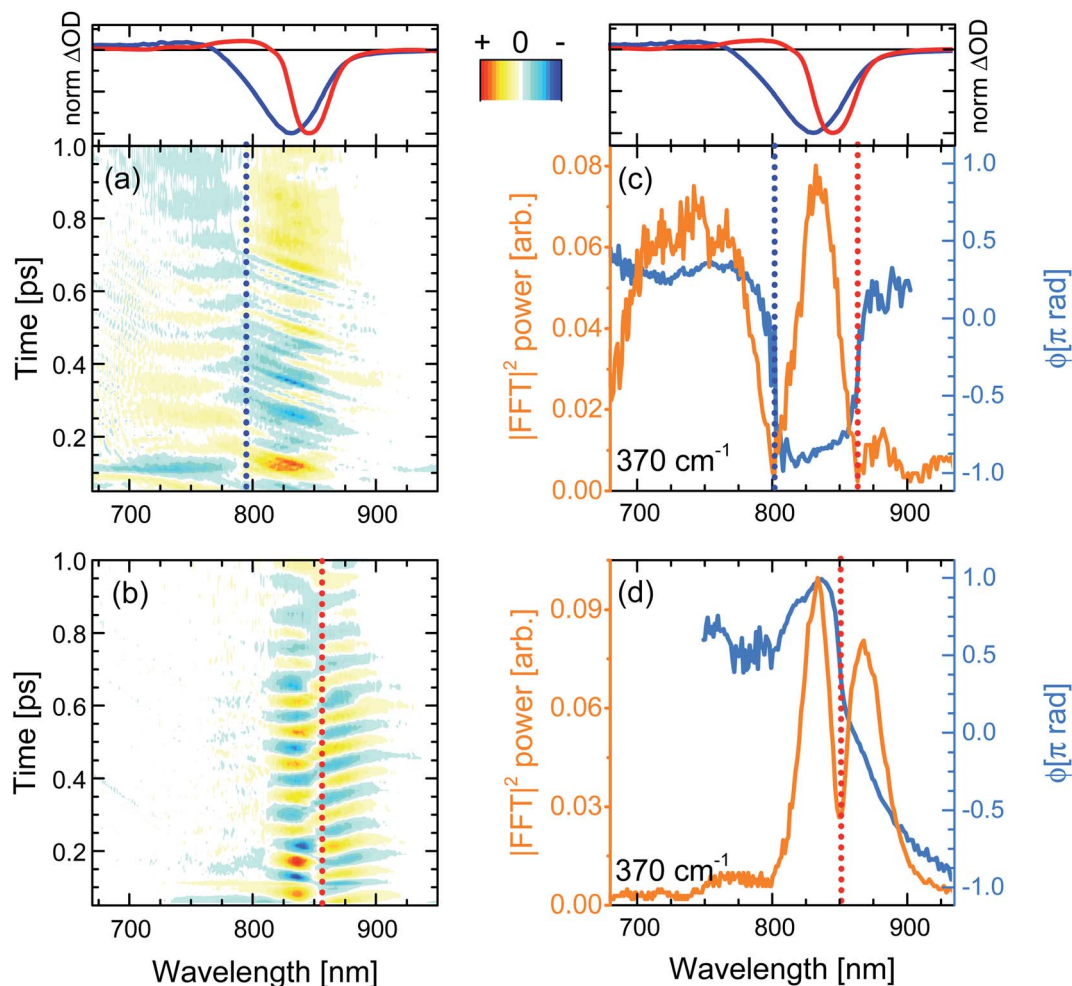 norm ΔOD
+ 0 -
norm ΔOD
(a)
Time [ps]
1.0
0.8
0.6
0.4
0.2
700 800 900
(c)
|FFT|² power [arb.]
0.08
0.06
0.04
0.02
0.00
370 cm⁻¹
700 800 900
1.0
0.5
0.0
-0.5
-1.0
ϕ[π rad]
(b)
Time [ps]
1.0
0.8
0.6
0.4
0.2
700 800 900
Wavelength [nm]
(d)
|FFT|² power [arb.]
0.09
0.06
0.03
0.00
370 cm⁻¹
700 800 900
Wavelength [nm]
1.0
0.5
0.0
-0.5
-1.0
ϕ[π rad]